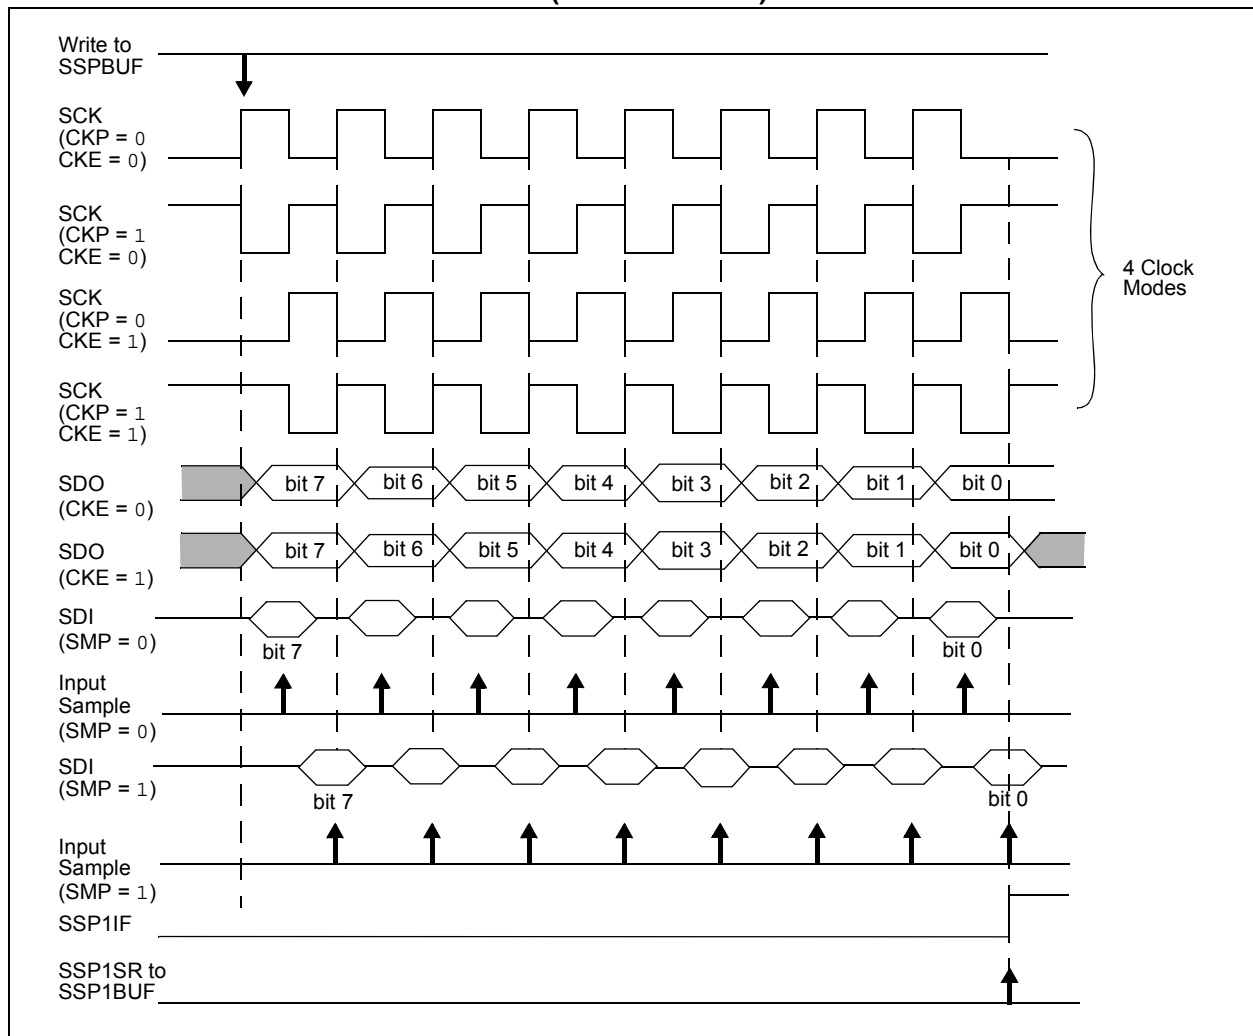 Write to
SSPBUF
SCK
(CKP = 0
CKE = 0)
SCK
(CKP = 1
CKE = 0)
SCK
(CKP = 0
CKE = 1)
SCK
(CKP = 1
CKE = 1)
4 Clock
Modes
SDO
(CKE = 0)
bit 7 bit 6 bit 5 bit 4 bit 3 bit 2 bit 1 bit 0
SDO
(CKE = 1)
bit 7 bit 6 bit 5 bit 4 bit 3 bit 2 bit 1 bit 0
SDI
(SMP = 0)
bit 7 bit 0
Input
Sample
(SMP = 0)
SDI
(SMP = 1)
bit 7 bit 0
Input
Sample
(SMP = 1)
SSP1IF
SSP1SR to
SSP1BUF